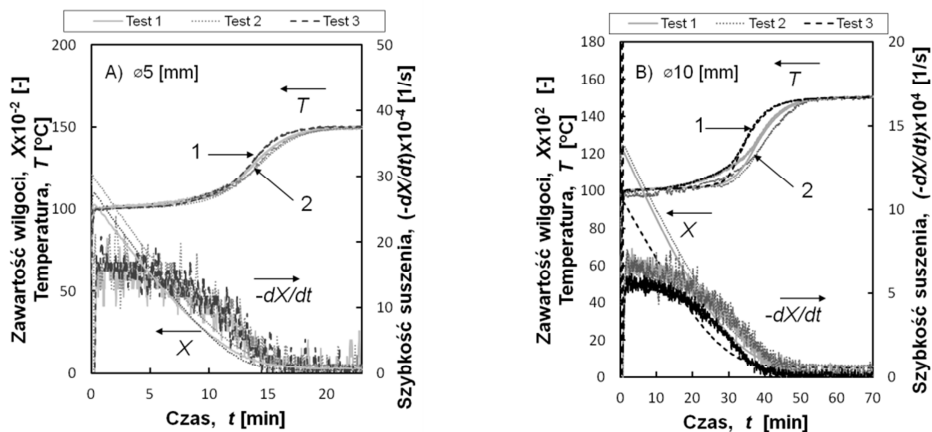 Test 1 Test 2 Test 3
200
150
100
50
0
50
40
30
20
10
0
0 5 10 15 20
A) ⌀5 [mm]
T
1
2
-dX/dt
X
Zawartość wilgoci, Xx10⁻² [-]
Temperatura, T [°C]
Szybkość suszenia, (-dX/dt)x10⁻⁴ [1/s]
Czas, t [min]
Test 1 Test 2 Test 3
180
160
140
120
100
80
60
40
20
0
20
15
10
5
0
0 10 20 30 40 50 60 70
B) ⌀10 [mm]
T
1
2
X
-dX/dt
Zawartość wilgoci, Xx10² [-]
Temperatura, T [°C]
Szybkość suszenia, (-dX/dt)x10⁴ [1/s]
Czas, t [min]